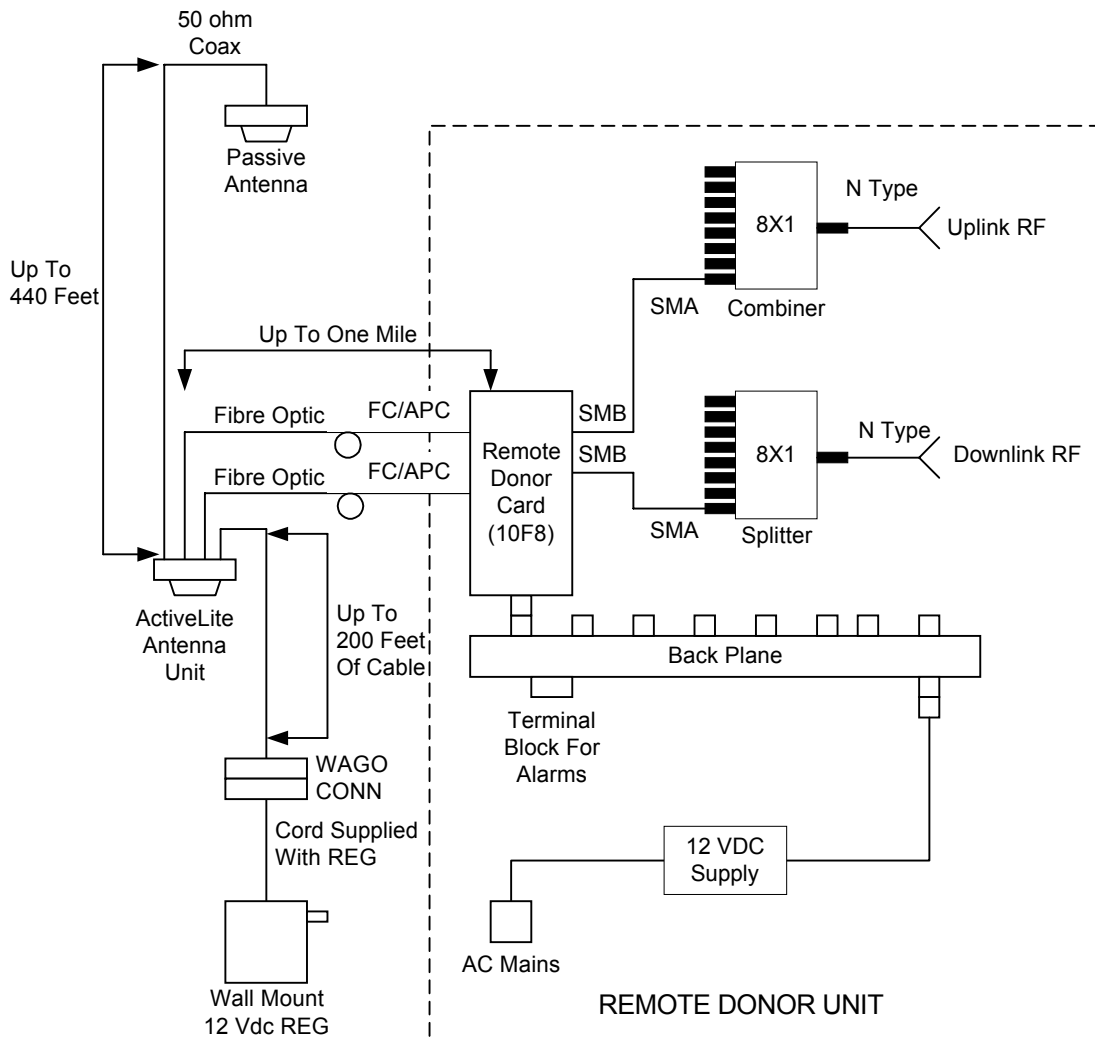 50 ohm
Coax
Passive
Antenna
Up To
440 Feet
N Type
8X1
Uplink RF
SMA
Combiner
Up To One Mile
Fibre Optic
FC/APC
SMB
Remote
Donor
Card
(10F8)
SMB
Fibre Optic
FC/APC
N Type
8X1
Downlink RF
SMA
Splitter
ActiveLite
Antenna
Unit
Up To
200 Feet
Of Cable
Back Plane
Terminal
Block For
Alarms
WAGO
CONN
Cord Supplied
With REG
12 VDC
Supply
AC Mains
Wall Mount
12 Vdc REG
REMOTE DONOR UNIT